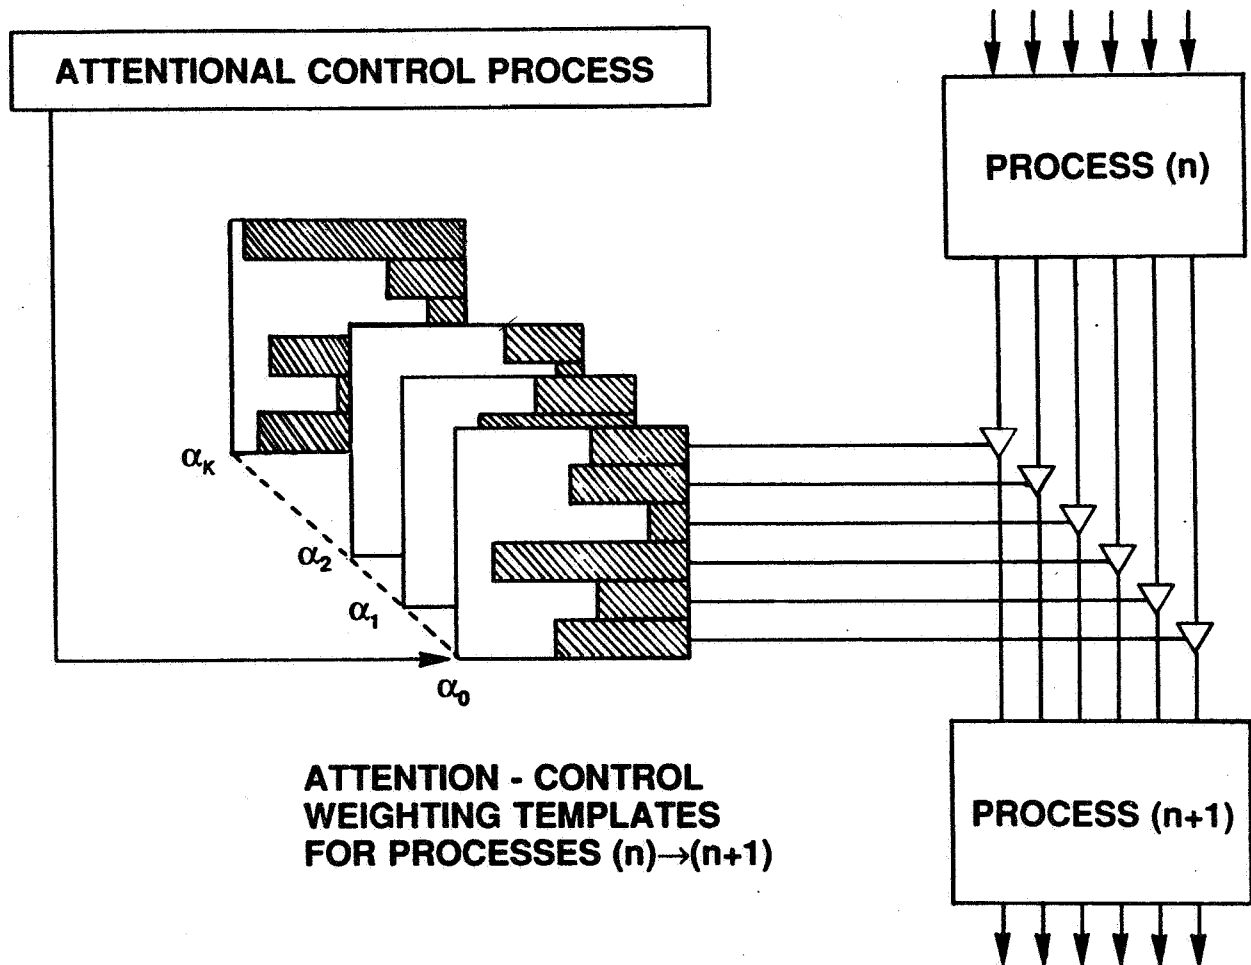 ATTENTIONAL CONTROL PROCESS
PROCESS (n)
αK
α2
α1
α0
ATTENTION - CONTROL
WEIGHTING TEMPLATES
FOR PROCESSES (n)→(n+1)
PROCESS (n+1)